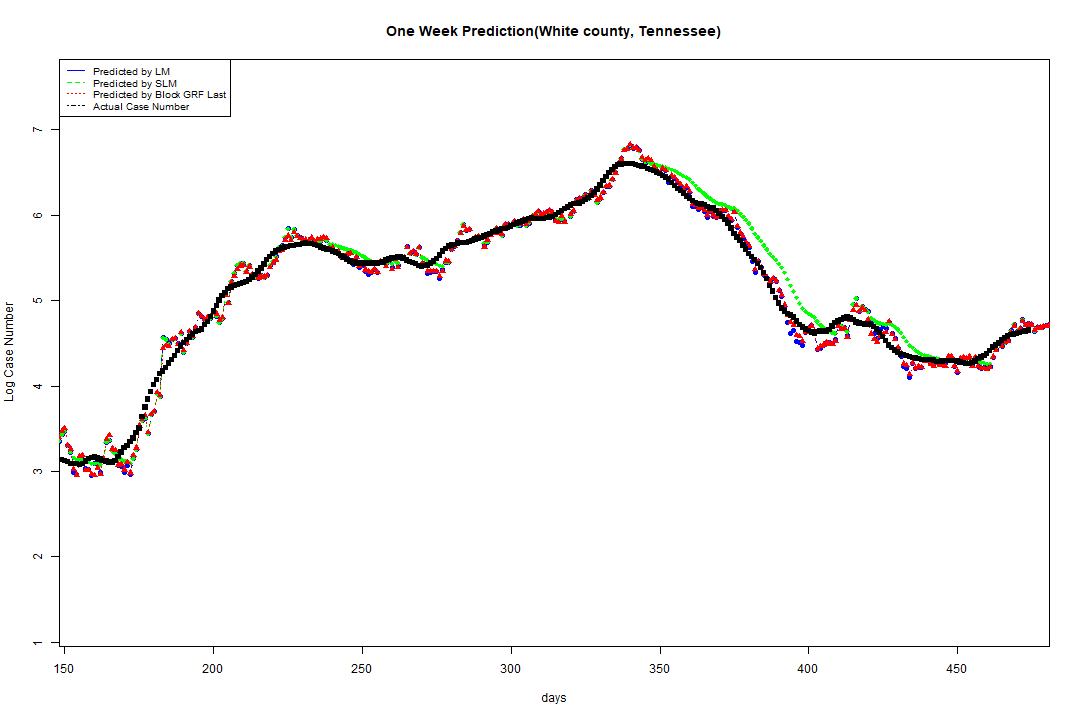 One Week Prediction(White county, Tennessee)
Predicted by LM
Predicted by SLM
Predicted by Block GRF Last
Actual Case Number
7
6
5
4
3
2
1
Log Case Number
150 200 250 300 350 400 450
days